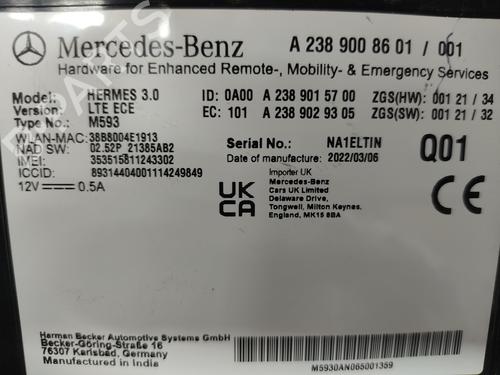 Mercedes-Benz A 238 900 86 01 / 001
Hardware for Enhanced Remote-, Mobility- & Emergency Services
Model: HERMES 3.0 ID: 0A00 A 238 901 57 00 ZGS(HW): 001 21 / 34
Version: LTE ECE EC: 101 A 238 902 93 05 ZGS(SW): 001 21 / 32
Type No.: M593
WLAN-MAC: 38B8004E1913 Serial No.: NA1ELTIN Q01
NAD SW: 02.52P 21385AB2 Date of manufacture: 2022/03/06
IMEI: 353515811243302
ICCID: 89314404001114249849
12V 0.5A
UK CA
Importer UK
Mercedes-Benz
Cars UK Limited
Delaware Drive,
Tongwell, Milton Keynes,
England, MK15 8BA
CE
Harman Becker Automotive Systems GmbH
Becker-Göring-Straße 16
76307 Karlsbad, Germany
Manufactured in India
M5930AN065001359